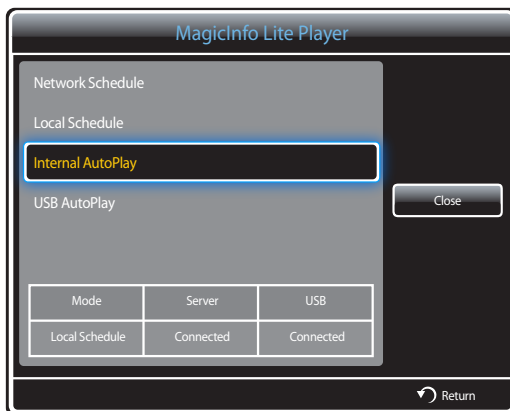 MagicInfo Lite Player
Network Schedule
Local Schedule
Internal AutoPlay
USB AutoPlay
Close
Mode Server USB
Local Schedule Connected Connected
Return